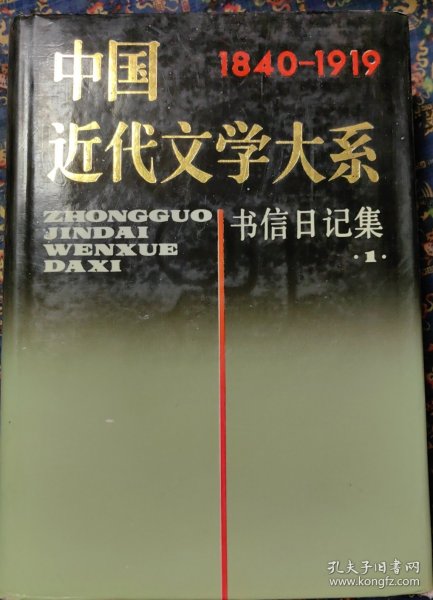 中国 1840-1919
近代文学大系
ZHONGGUO
JINDAI
WENXUE
DAXI
书信日记集
·1·
孔夫子旧书网
www.kongfz.com